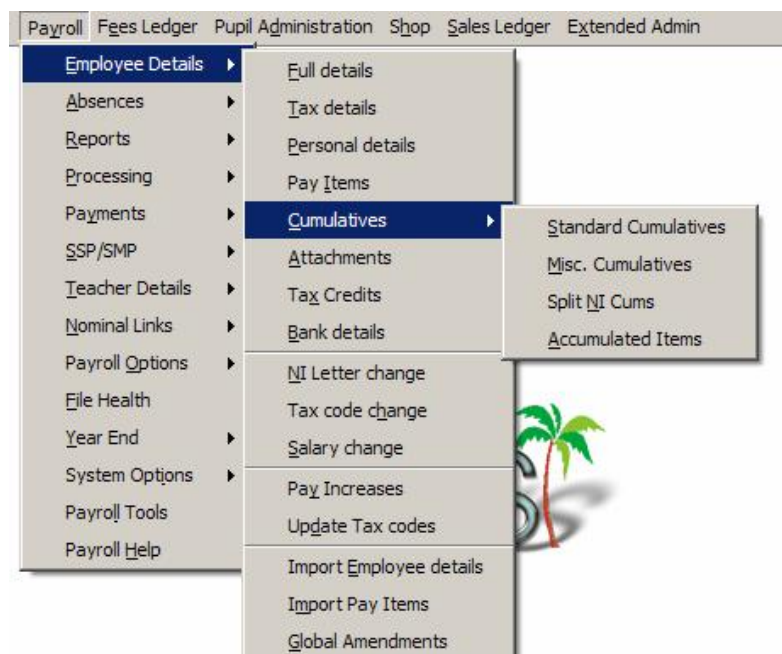 Payroll Fees Ledger Pupil Administration Shop Sales Ledger Extended Admin
Employee Details
Absences
Reports
Processing
Payments
SSP/SMP
Teacher Details
Nominal Links
Payroll Options
File Health
Year End
System Options
Payroll Tools
Payroll Help
Full details
Tax details
Personal details
Pay Items
Cumulatives
Attachments
Tax Credits
Bank details
NI Letter change
Tax code change
Salary change
Pay Increases
Update Tax codes
Import Employee details
Import Pay Items
Global Amendments
Standard Cumulatives
Misc. Cumulatives
Split NI Cums
Accumulated Items